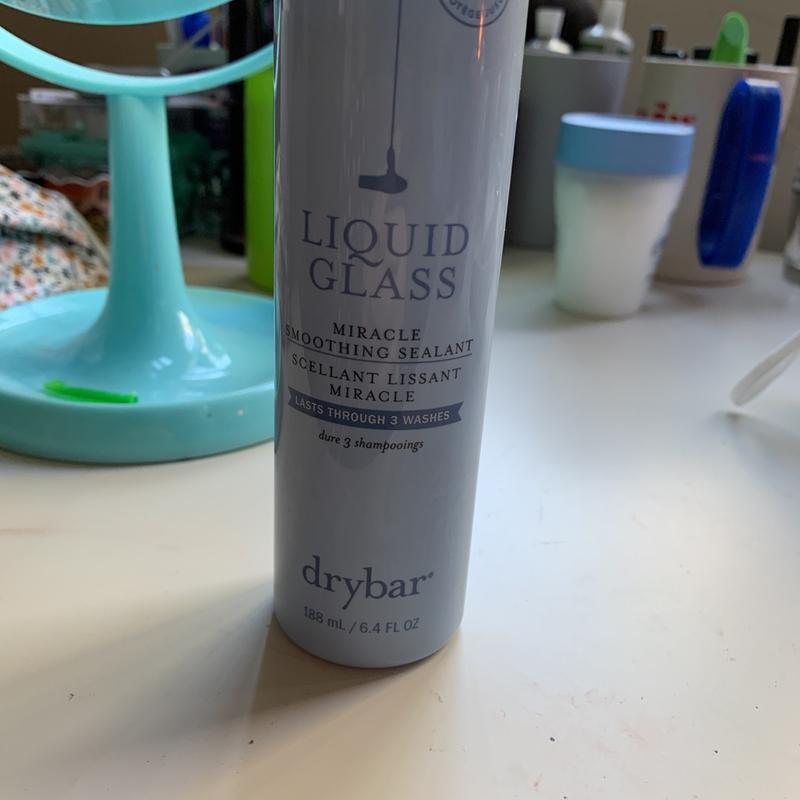 LIQUID
GLASS
MIRACLE
SMOOTHING SEALANT
SCELLANT LISSANT
MIRACLE
LASTS THROUGH 3 WASHES
dure 3 shampooings
drybar
188 mL / 6.4 FL OZ